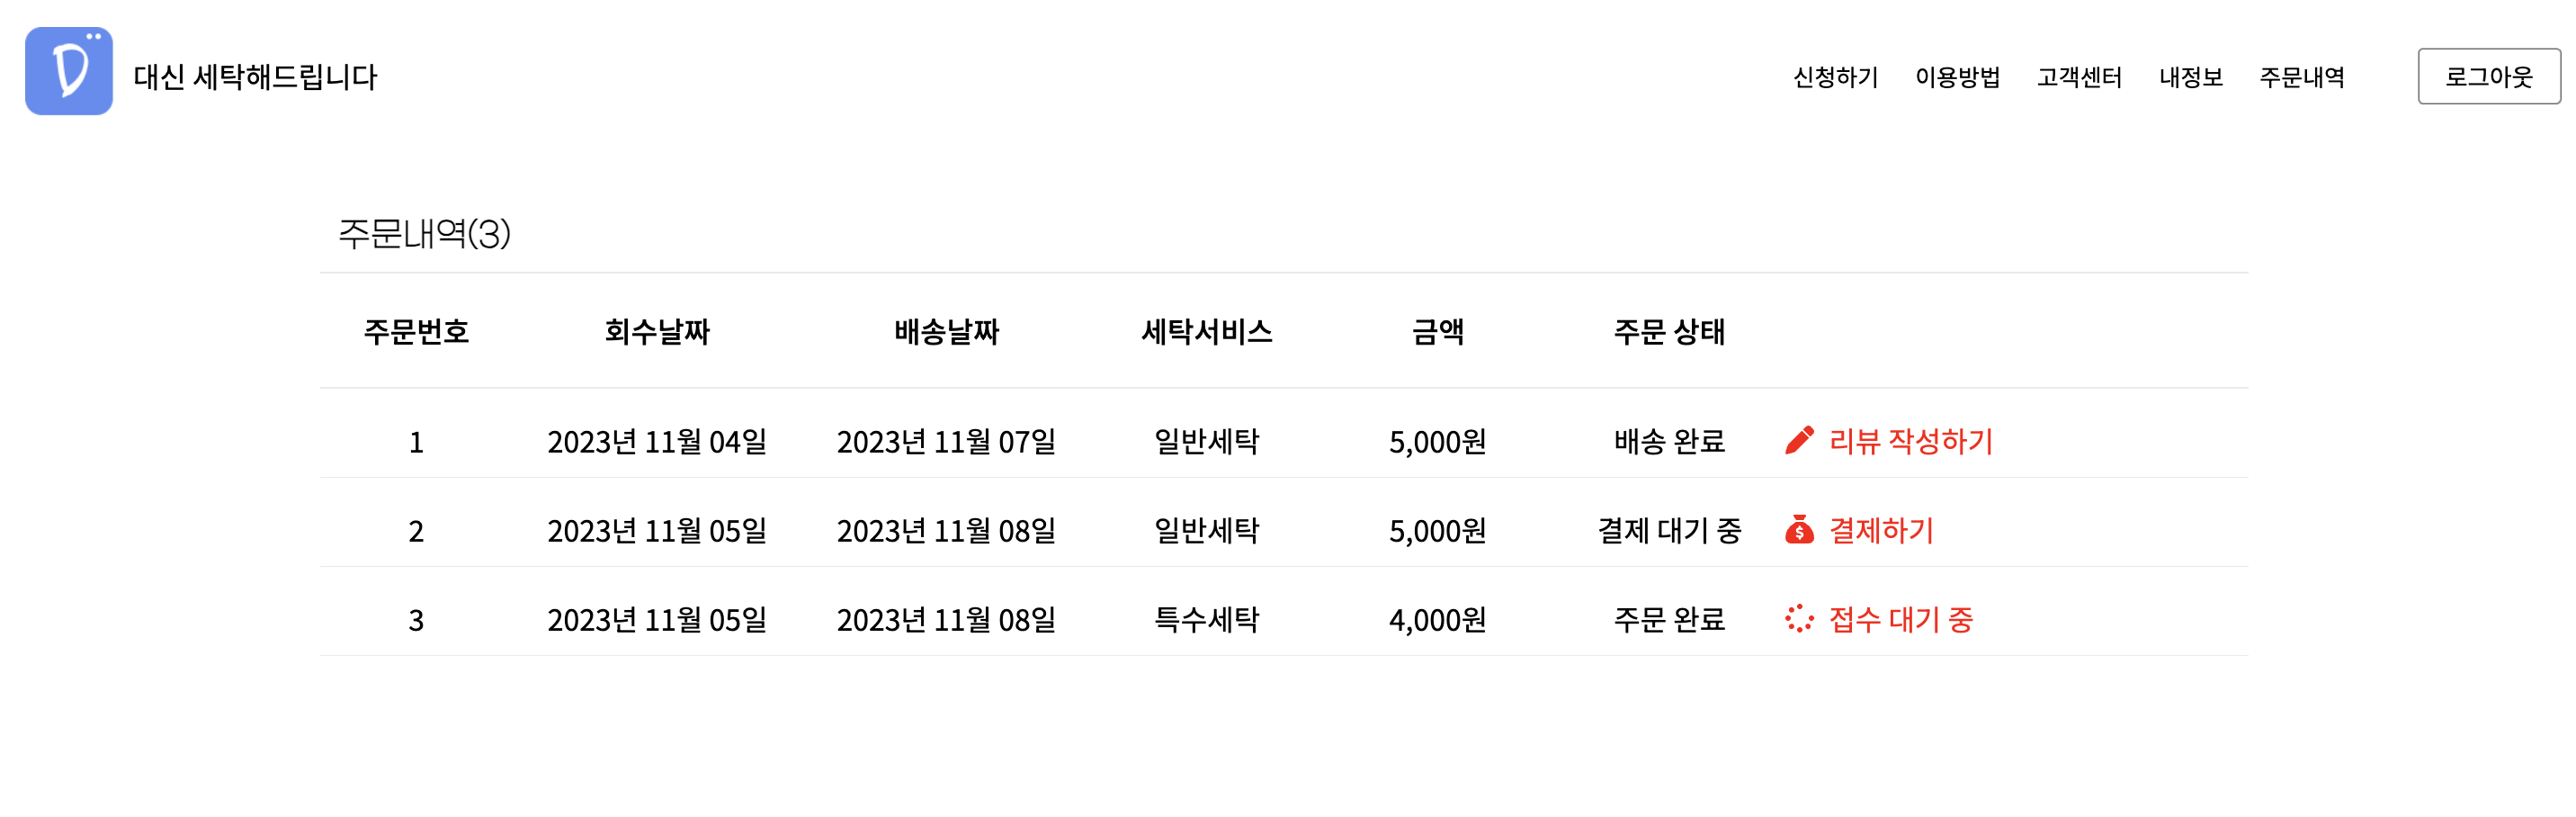 D
대신 세탁해드립니다 신청하기 이용방법 고객센터 내정보 주문내역 로그아웃
주문내역(3)
주문번호 회수날짜 배송날짜 세탁서비스 금액 주문 상태
1 2023년 11월 04일 2023년 11월 07일 일반세탁 5,000원 배송 완료 리뷰 작성하기
2 2023년 11월 05일 2023년 11월 08일 일반세탁 5,000원 결제 대기 중 $ 결제하기
3 2023년 11월 05일 2023년 11월 08일 특수세탁 4,000원 주문 완료 접수 대기 중